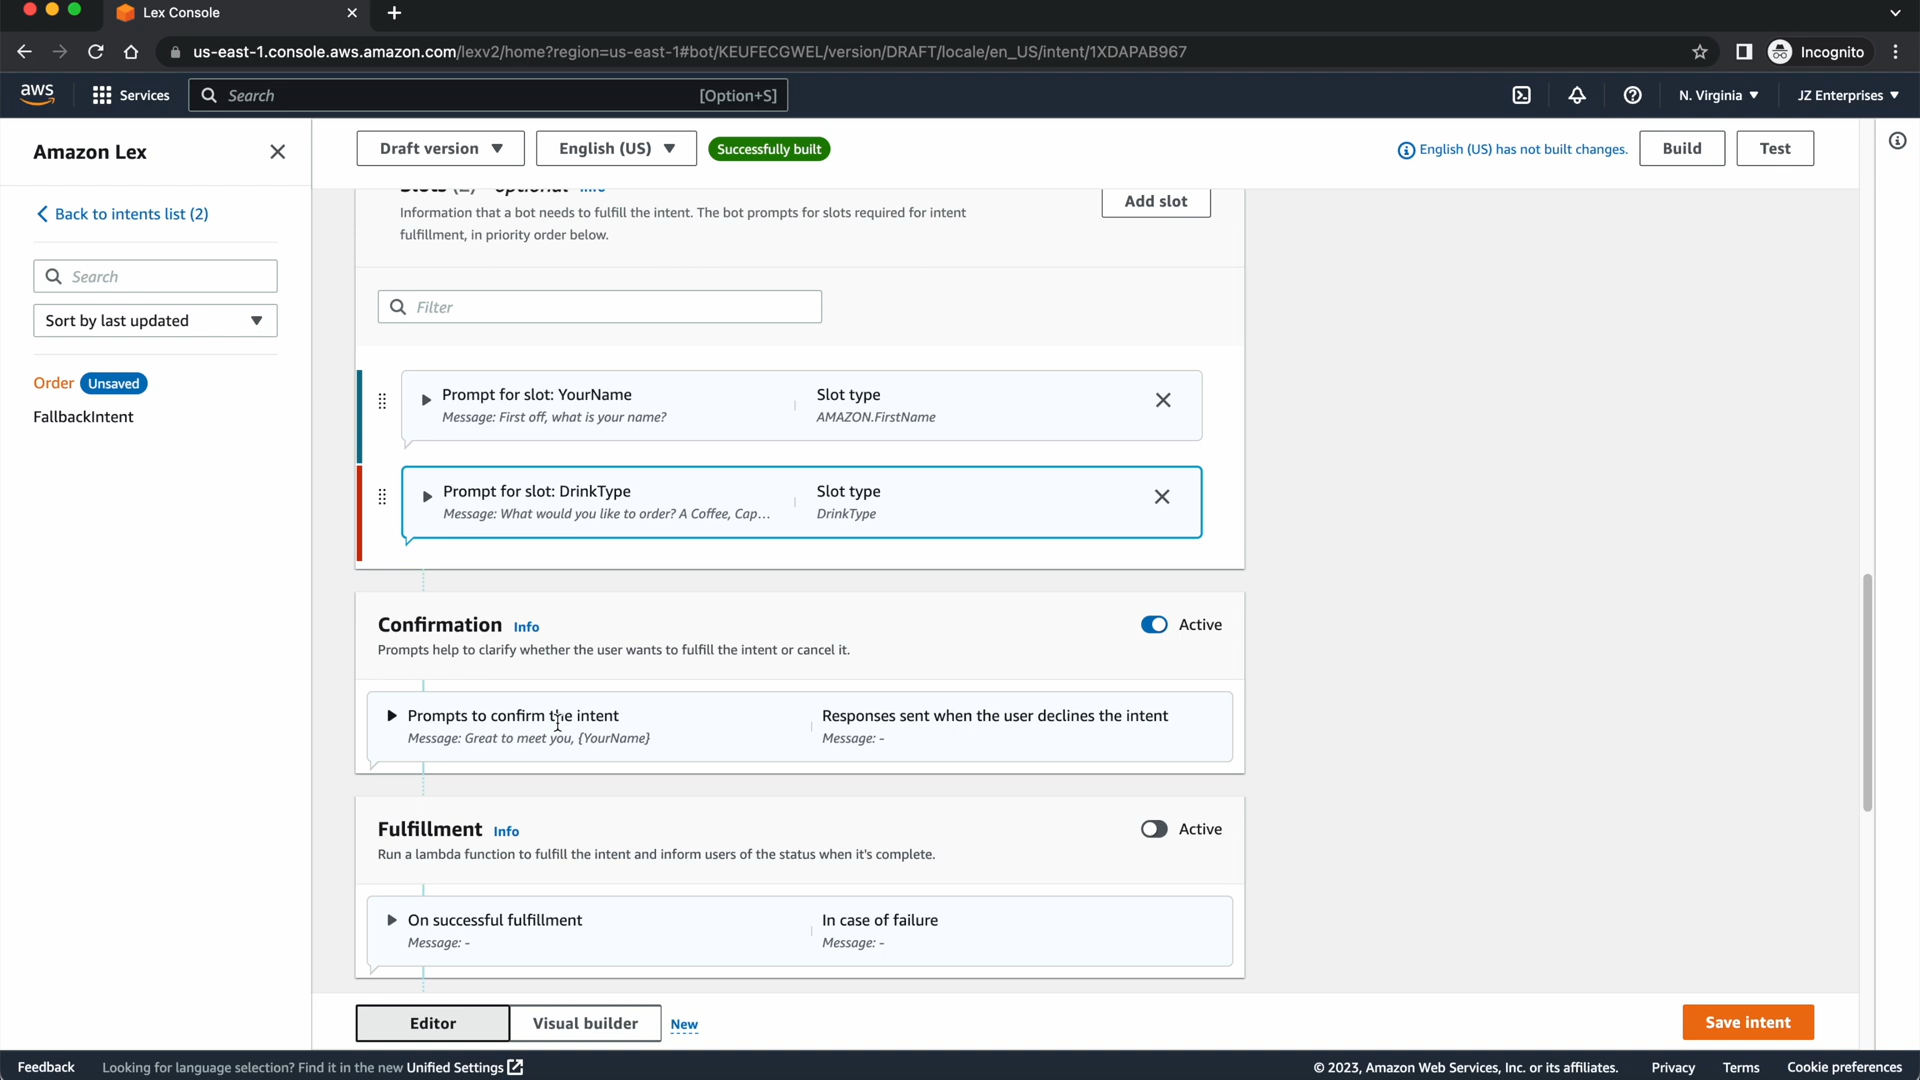 Lex Console
us-east-1.console.aws.amazon.com/lexv2/home?region=us-east-1#bot/KEUFECGWEL/version/DRAFT/locale/en_US/intent/1XDAPAB967
Incognito
aws
Services
Search
[Option+S]
N. Virginia
JZ Enterprises
Amazon Lex
Draft version
English (US)
Successfully built
English (US) has not built changes.
Build
Test
Back to intents list (2)
Search
Sort by last updated
Order
Unsaved
FallbackIntent
Slots (2) - optional Info
Add slot
Information that a bot needs to fulfill the intent. The bot prompts for slots required for intent
fulfillment, in priority order below.
Filter
Prompt for slot: YourName
Slot type
Message: First off, what is your name?
AMAZON.FirstName
Prompt for slot: DrinkType
Slot type
Message: What would you like to order? A Coffee, Cap...
DrinkType
Confirmation Info
Active
Prompts help to clarify whether the user wants to fulfill the intent or cancel it.
Prompts to confirm the intent
Responses sent when the user declines the intent
Message: Great to meet you, {YourName}
Message: -
Fulfillment Info
Active
Run a lambda function to fulfill the intent and inform users of the status when it's complete.
On successful fulfillment
In case of failure
Message: -
Message: -
Editor
Visual builder
New
Save intent
Feedback
Looking for language selection? Find it in the new Unified Settings
© 2023, Amazon Web Services, Inc. or its affiliates.
Privacy
Terms
Cookie preferences